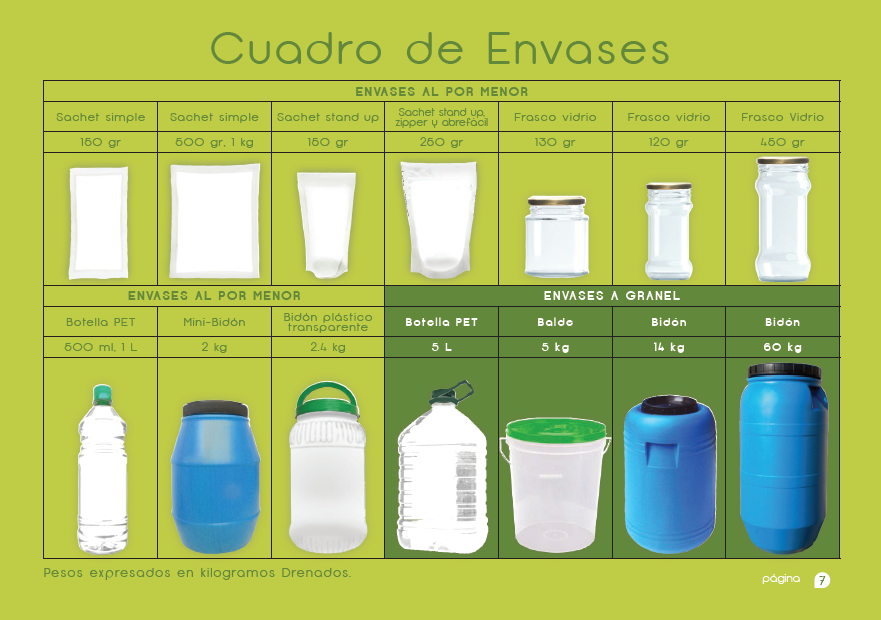 Cuadro de Envases
ENVASES AL POR MENOR
Sachet simple
Sachet simple
Sachet stand up
Sachet stand up,
zipper y abrefácil
Frasco vidrio
Frasco vidrio
Frasco Vidrio
150 gr
500 gr, 1 kg
150 gr
250 gr
130 gr
120 gr
450 gr
ENVASES AL POR MENOR
ENVASES A GRANEL
Botella PET
Mini-Bidón
Bidón plástico
transparente
Botella PET
Balde
Bidón
Bidón
500 ml, 1 L
2 kg
2.4 kg
5 L
5 kg
14 kg
60 kg
Pesos expresados en kilogramos Drenados.
página 7